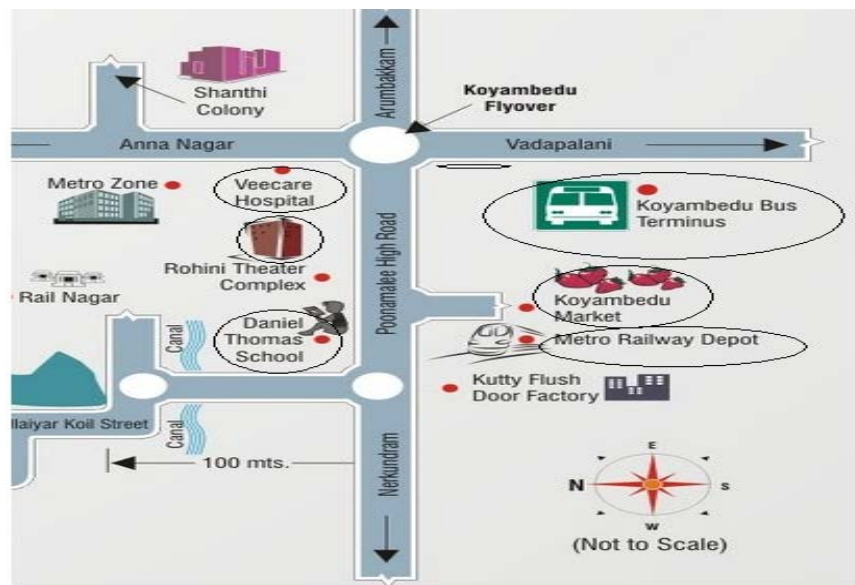 Shanthi
Colony
Arumbakkam
Koyambedu
Flyover
Anna Nagar
Vadapalani
Metro Zone
Veecare
Hospital
Koyambedu Bus
Terminus
Rohini Theater
Complex
Poonamalee High Road
Rail Nagar
Koyambedu
Market
Daniel
Thomas
School
Canal
Metro Railway Depot
Kutty Flush
Door Factory
llaiyar Koil Street
Canal
100 mts.
Nerkundram
E
N
S
W
(Not to Scale)